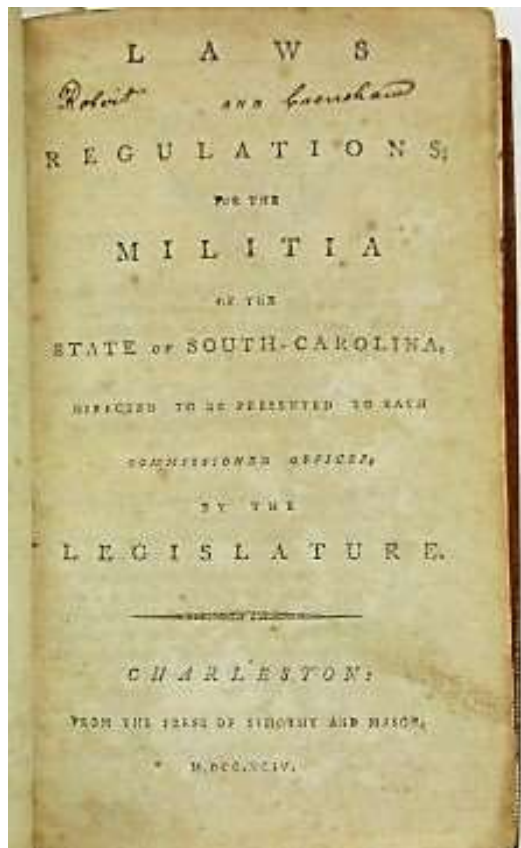 LAWS
Robert AND Crenshaw
REGULATIONS,
FOR THE
MILITIA
OF THE
STATE OF SOUTH-CAROLINA,
DIRECTED TO BE PRESENTED TO EACH
COMMISSIONED OFFICER,
BY THE
LEGISLATURE.
CHARLESTON:
FROM THE PRESS OF TIMOTHY AND MASON,
M,DCC,XCIV.